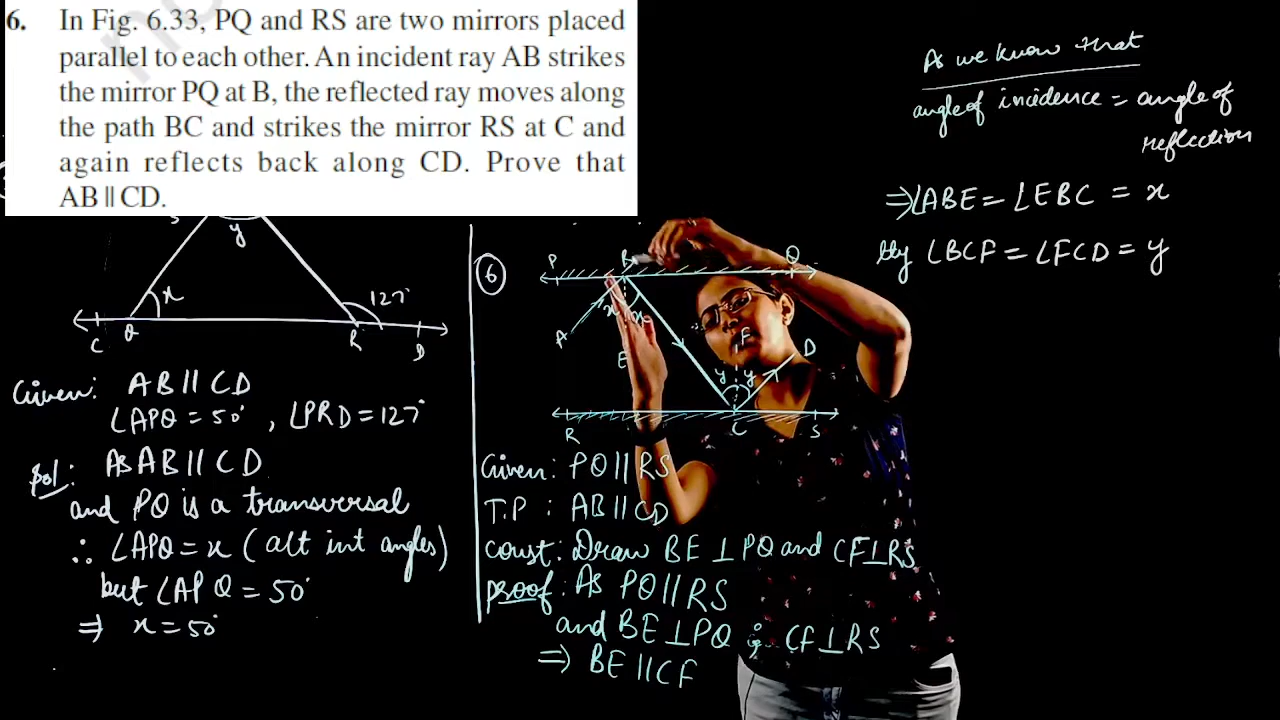 6. In Fig. 6.33, PQ and RS are two mirrors placed
parallel to each other. An incident ray AB strikes
the mirror PQ at B, the reflected ray moves along
the path BC and strikes the mirror RS at C and
again reflects back along CD. Prove that
AB || CD.
y
x
127°
C Q R D
Given: AB || CD
∠APQ = 50°, ∠PRD = 127°
Sol: As AB || CD
and PQ is a transversal
∴ ∠APQ = x (alt int angles)
but ∠APQ = 50°
⇒ x = 50°
6
P B Q
x x
A
E
F
D
y y
R C S
Given: PQ || RS
T.P : AB || CD
Const: Draw BE ⊥ PQ and CF ⊥ RS
Proof: As PQ || RS
and BE ⊥ PQ & CF ⊥ RS
⇒ BE || CF
As we know that
angle of incidence = angle of
reflection
⇒ ∠ABE = ∠EBC = x
llly ∠BCF = ∠FCD = y